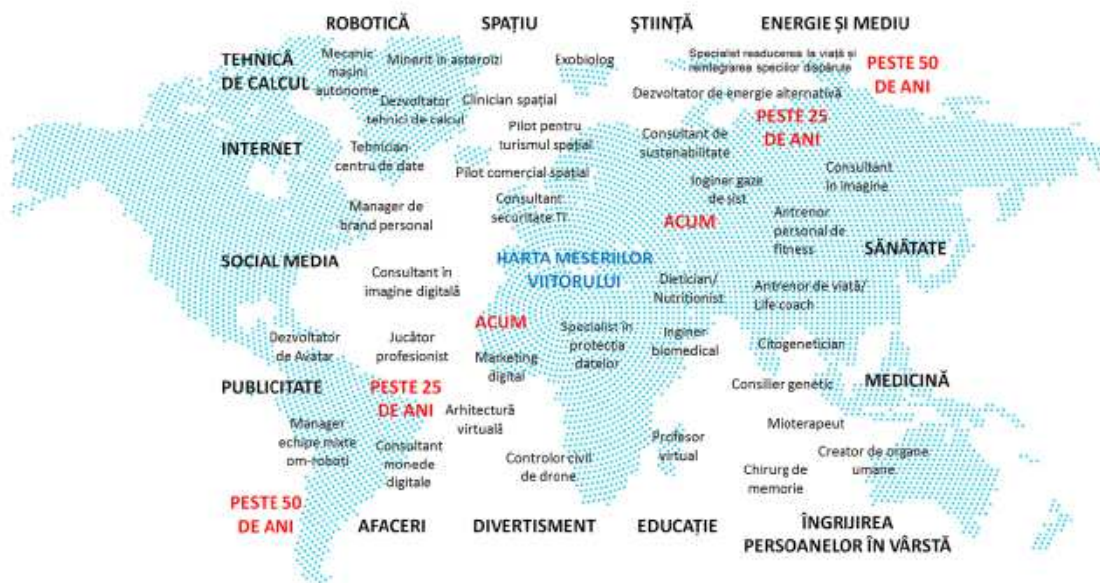 ROBOTICĂ
SPAȚIU
ȘTIINȚĂ
ENERGIE ȘI MEDIU
TEHNICĂ
DE CALCUL
Mecanic
mașini
autonome
Minerit în asteroizi
Exobiolog
Specialist readucerea la viață și
reintegrarea speciilor dispărute
PESTE 50
DE ANI
Dezvoltator
tehnici de calcul
Clinician spațial
Dezvoltator de energie alternativă
PESTE 25
DE ANI
Pilot pentru
turismul spațial
Consultant de
sustenabilitate
INTERNET
Tehnician
centru de date
Pilot comercial spațial
Inginer gaze
de șist
Consultant
în imagine
Manager de
brand personal
Consultant
securitate TI
ACUM
Antrenor
personal de
fitness
SĂNĂTATE
SOCIAL MEDIA
HARTA MESERIILOR
VIITORULUI
Consultant în
imagine digitală
Dietician/
Nutriționist
Antrenor de viață/
Life coach
ACUM
Dezvoltator
de Avatar
Jucător
profesionist
Marketing
digital
Specialist în
protecția
datelor
Inginer
biomedical
Citogenetician
PUBLICITATE
PESTE 25
DE ANI
Consilier genetic
MEDICINĂ
Arhitectură
virtuală
Mioterapeut
Manager
echipe mixte
om-roboți
Consultant
monede
digitale
Controlor civil
de drone
Profesor
virtual
Chirurg de
memorie
Creator de organe
umane
PESTE 50
DE ANI
AFACERI
DIVERTISMENT
EDUCAȚIE
ÎNGRIJIREA
PERSOANELOR ÎN VÂRSTĂ